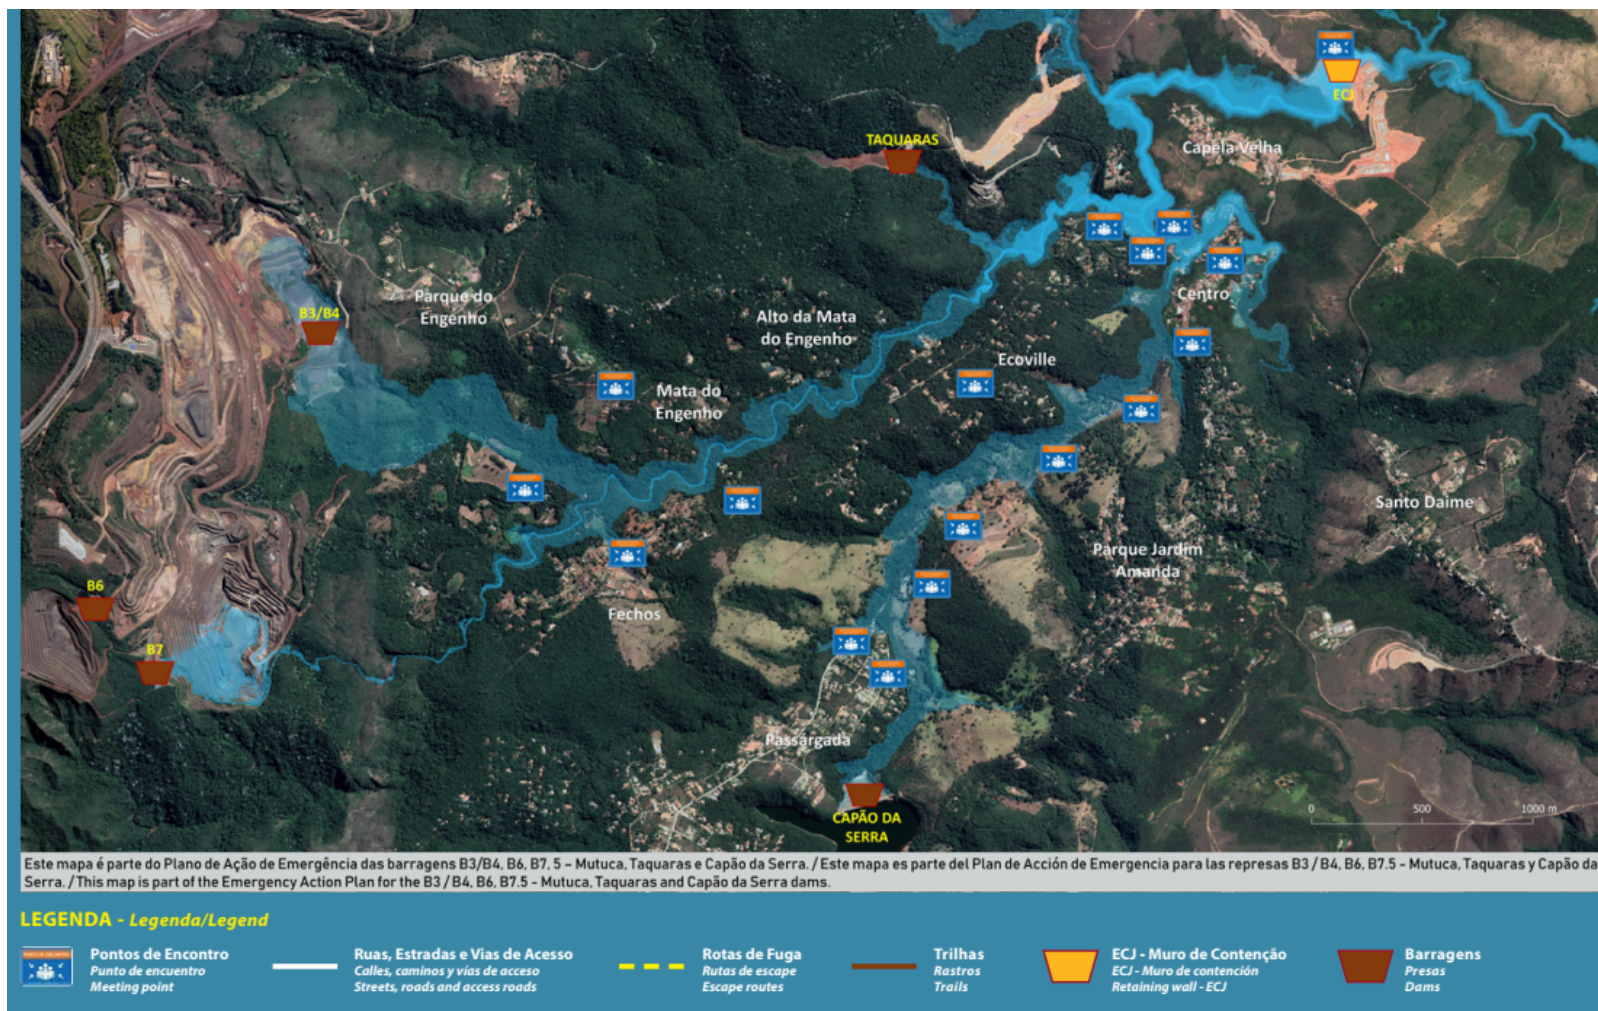 ECJ
TAQUARAS
Capela Velha
Parque do
Engenho
B3/B4
Alto da Mata
do Engenho
Centro
Ecoville
Mata do
Engenho
Santo Daime
Parque Jardim
Amanda
B6
Fechos
B7
Passárgada
CAPÃO DA
SERRA
0 500 1000 m
Este mapa é parte do Plano de Ação de Emergência das barragens B3/B4, B6, B7, 5 – Mutuca, Taquaras e Capão da Serra. / Este mapa es parte del Plan de Acción de Emergencia para las represas B3 / B4, B6, B7.5 - Mutuca, Taquaras y Capão da
Serra. / This map is part of the Emergency Action Plan for the B3 / B4, B6, B7.5 - Mutuca, Taquaras and Capão da Serra dams.
LEGENDA - Legenda/Legend
Pontos de Encontro
Punto de encuentro
Meeting point
Ruas, Estradas e Vias de Acesso
Calles, caminos y vías de acceso
Streets, roads and access roads
Rotas de Fuga
Rutas de escape
Escape routes
Trilhas
Rastros
Trails
ECJ - Muro de Contenção
ECJ - Muro de contención
Retaining wall - ECJ
Barragens
Presas
Dams